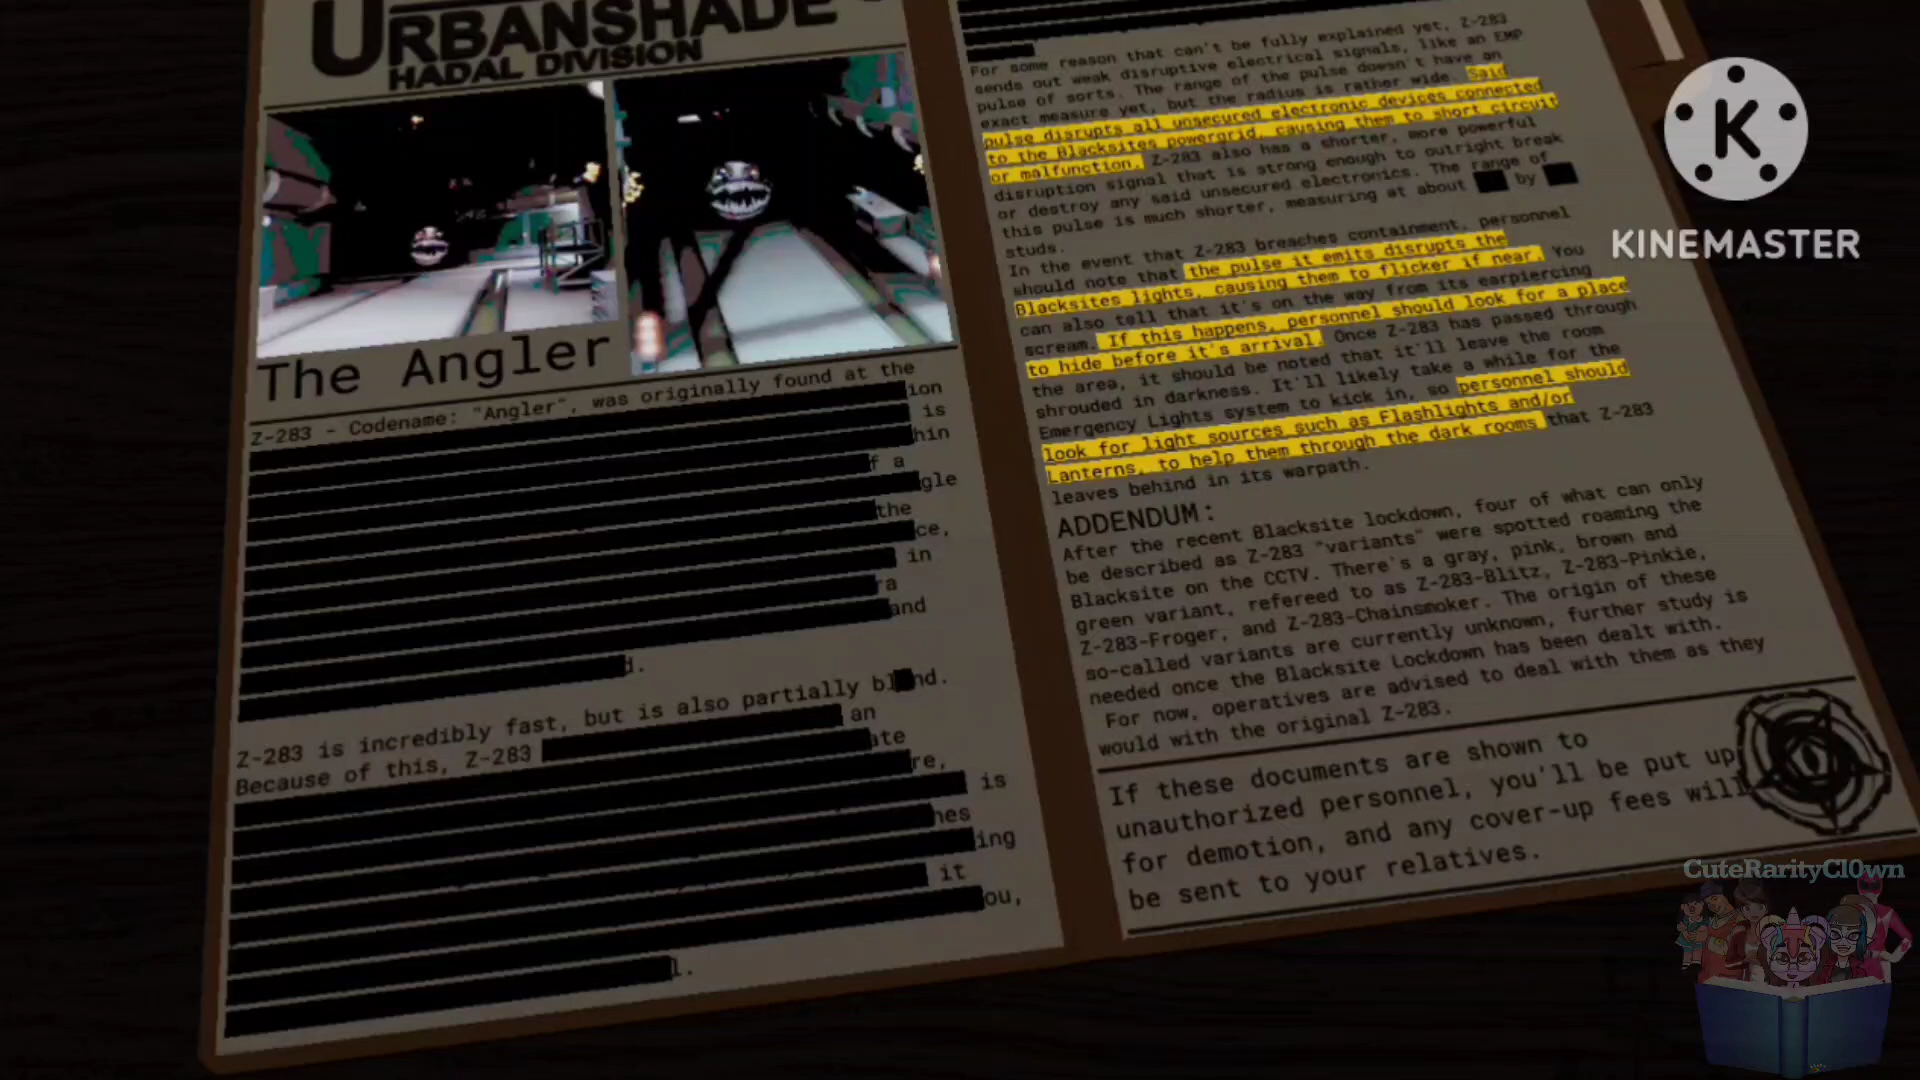 URBANSHADE
HADAL DIVISION
The Angler
Z-283 - Codename: "Angler", was originally found at the
ion
is
hin
f a
gle
the
ce,
in
ra
and
d.
Z-283 is incredibly fast, but is also partially bl nd.
Because of this, Z-283 an
ate
re,
is
hes
ing
it
ou,
l.
For some reason that can't be fully explained yet, Z-283
sends out weak disruptive electrical signals, like an EMP
pulse of sorts. The range of the pulse doesn't have an
exact measure yet, but the radius is rather wide. Said
pulse disrupts all unsecured electronic devices connected
to the Blacksites powergrid, causing them to short circuit
or malfunction. Z-283 also has a shorter, more powerful
disruption signal that is strong enough to outright break
or destroy any said unsecured electronics. The range of
this pulse is much shorter, measuring at about by
studs.
In the event that Z-283 breaches containment, personnel
should note that the pulse it emits disrupts the
Blacksites lights, causing them to flicker if near. You
can also tell that it's on the way from its earpiercing
scream. If this happens, personnel should look for a place
to hide before it's arrival. Once Z-283 has passed through
the area, it should be noted that it'll leave the room
shrouded in darkness. It'll likely take a while for the
Emergency Lights system to kick in, so personnel should
look for light sources such as Flashlights and/or
Lanterns, to help them through the dark rooms that Z-283
leaves behind in its warpath.
ADDENDUM:
After the recent Blacksite lockdown, four of what can only
be described as Z-283 "variants" were spotted roaming the
Blacksite on the CCTV. There's a gray, pink, brown and
green variant, refereed to as Z-283-Blitz, Z-283-Pinkie,
Z-283-Froger, and Z-283-Chainsmoker. The origin of these
so-called variants are currently unknown, further study is
needed once the Blacksite Lockdown has been dealt with.
For now, operatives are advised to deal with them as they
would with the original Z-283.
If these documents are shown to
unauthorized personnel, you'll be put up
for demotion, and any cover-up fees will
be sent to your relatives.
K
KINEMASTER
CuteRarityCl0wn